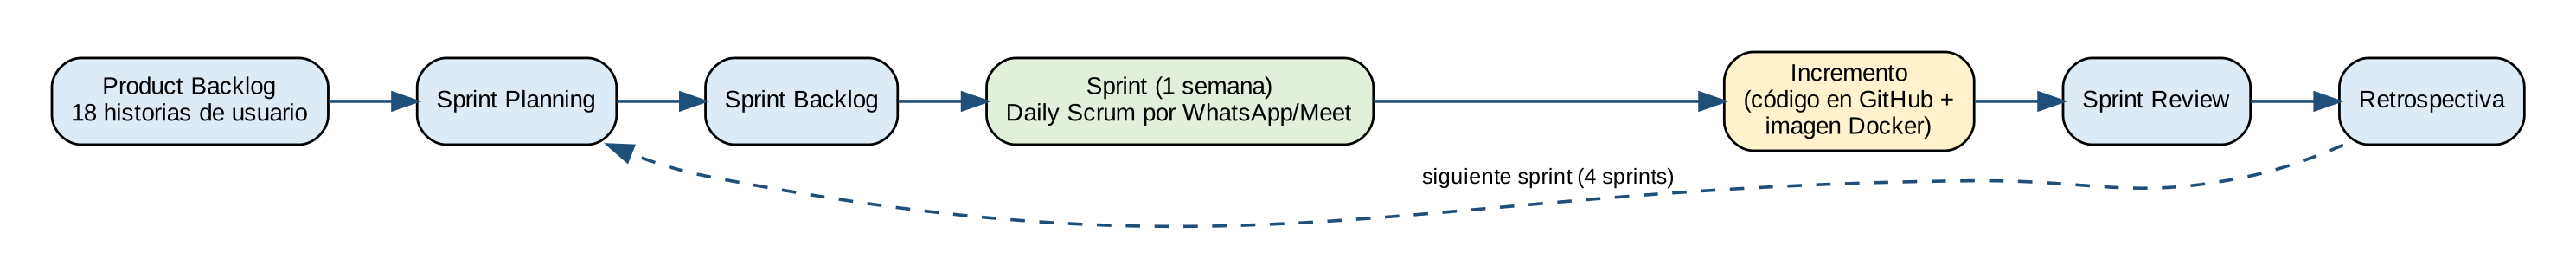 Product Backlog
18 historias de usuario
Sprint Planning
Sprint Backlog
Sprint (1 semana)
Daily Scrum por WhatsApp/Meet
Incremento
(código en GitHub +
imagen Docker)
Sprint Review
Retrospectiva
siguiente sprint (4 sprints)